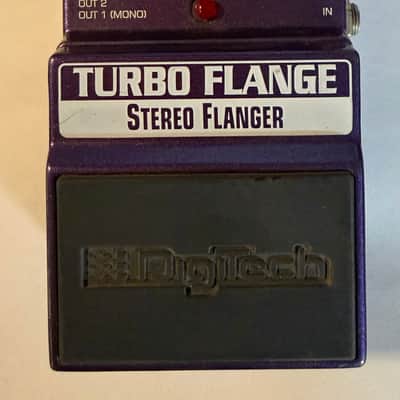 OUT 2
OUT 1 (MONO)
IN
TURBO FLANGE
STEREO FLANGER
DigiTech